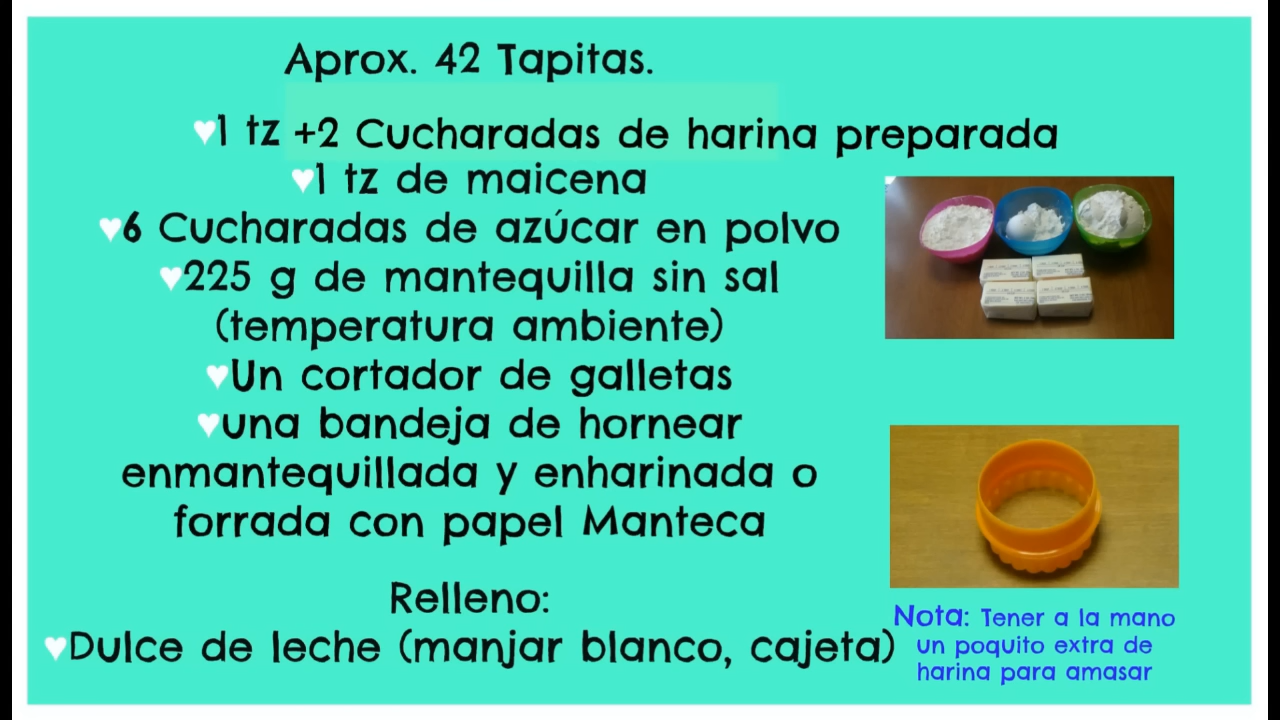 Aprox. 42 Tapitas.
♥1 tz +2 Cucharadas de harina preparada
♥1 tz de maicena
♥6 Cucharadas de azúcar en polvo
♥225 g de mantequilla sin sal
(temperatura ambiente)
♥Un cortador de galletas
♥una bandeja de hornear
enmantequillada y enharinada o
forrada con papel Manteca
Relleno:
♥Dulce de leche (manjar blanco, cajeta)
Nota: Tener a la mano
un poquito extra de
harina para amasar